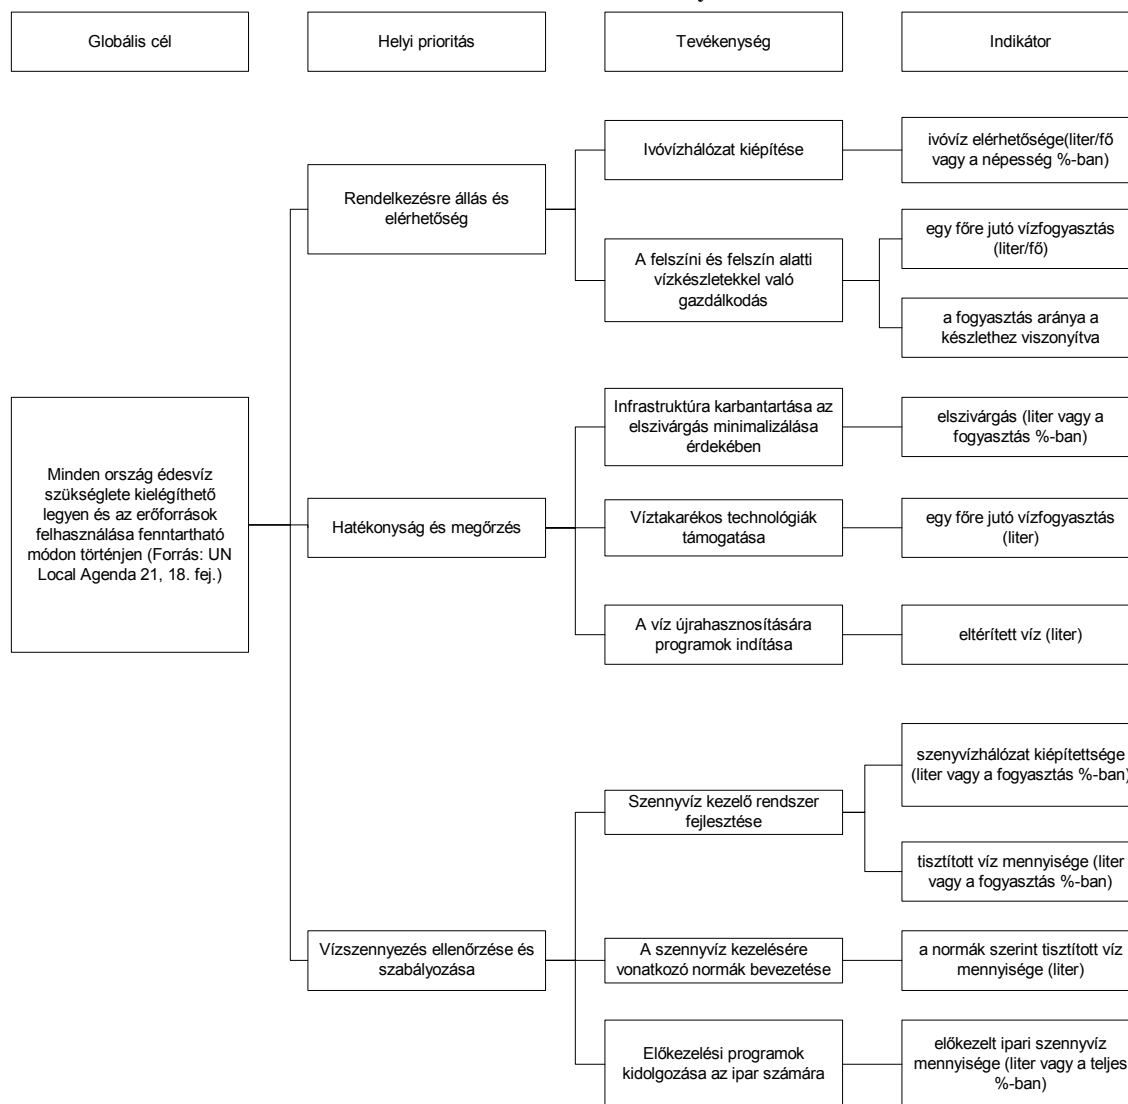 Globális cél
Helyi prioritás
Tevékenység
Indikátor
Minden ország édesvíz
szükséglete kielégíthető
legyen és az erőforrások
felhasználása fenntartható
módon történjen (Forrás: UN
Local Agenda 21, 18. fej.)
Rendelkezésre állás és
elérhetőség
Ivóvízhálózat kiépítése
ivóvíz elérhetősége(liter/fő
vagy a népesség %-ban)
A felszíni és felszín alatti
vízkészletekkel való
gazdálkodás
egy főre jutó vízfogyasztás
(liter/fő)
a fogyasztás aránya a
készlethez viszonyítva
Hatékonyság és megőrzés
Infrastruktúra karbantartása az
elszivárgás minimalizálása
érdekében
elszivárgás (liter vagy a
fogyasztás %-ban)
Víztakarékos technológiák
támogatása
egy főre jutó vízfogyasztás
(liter)
A víz újrahasznosítására
programok indítása
eltérített víz (liter)
Vízszennyezés ellenőrzése és
szabályozása
Szennyvíz kezelő rendszer
fejlesztése
szenyvízhálózat kiépítettsége
(liter vagy a fogyasztás %-ban)
tisztított víz mennyisége (liter
vagy a fogyasztás %-ban)
A szennyvíz kezelésére
vonatkozó normák bevezetése
a normák szerint tisztított víz
mennyisége (liter)
Előkezelési programok
kidolgozása az ipar számára
előkezelt ipari szennyvíz
mennyisége (liter vagy a teljes
%-ban)